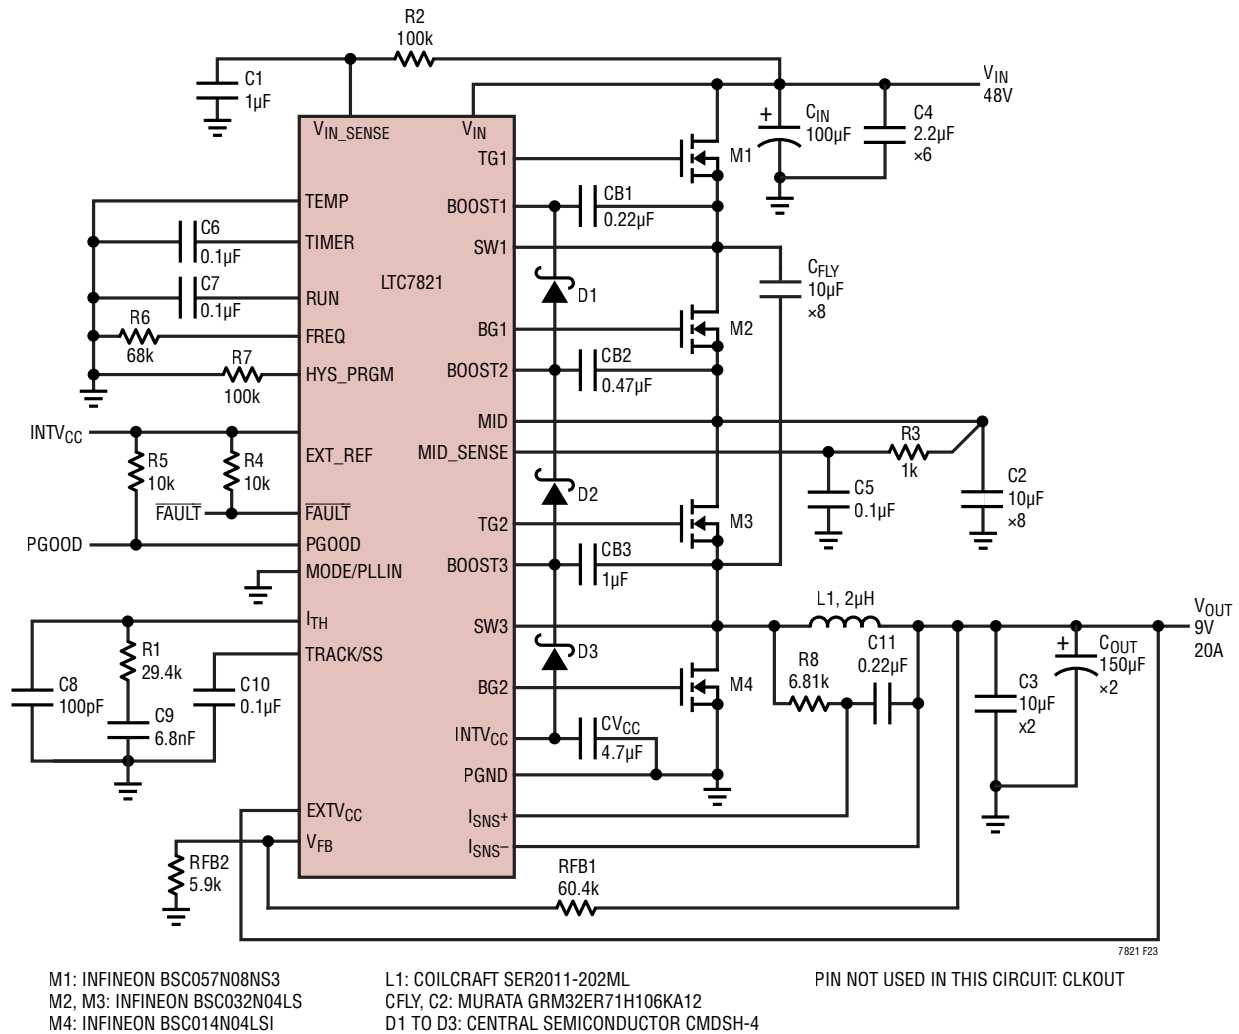 R2
100k
C1
1µF
VIN_SENSE
VIN
VIN
48V
CIN
100µF
C4
2.2µF
×6
TG1
M1
TEMP
BOOST1
CB1
0.22µF
C6
0.1µF
TIMER
SW1
LTC7821
CFLY
10µF
×8
C7
0.1µF
RUN
D1
R6
68k
FREQ
BG1
M2
R7
100k
HYS_PRGM
BOOST2
CB2
0.47µF
INTVCC
MID
R3
1k
EXT_REF
MID_SENSE
R5
10k
R4
10k
C5
0.1µF
C2
10µF
×8
D2
FAULT
FAULT
TG2
M3
PGOOD
PGOOD
BOOST3
CB3
1µF
MODE/PLLIN
L1, 2µH
VOUT
9V
20A
ITH
SW3
R1
29.4k
TRACK/SS
D3
R8
6.81k
C11
0.22µF
COUT
150µF
×2
C8
100pF
C10
0.1µF
BG2
M4
C3
10µF
x2
C9
6.8nF
INTVCC
CVCC
4.7µF
PGND
EXTVCC
ISNS+
VFB
ISNS–
RFB2
5.9k
RFB1
60.4k
7821 F23
M1: INFINEON BSC057N08NS3
M2, M3: INFINEON BSC032N04LS
M4: INFINEON BSC014N04LSI
L1: COILCRAFT SER2011-202ML
CFLY, C2: MURATA GRM32ER71H106KA12
D1 TO D3: CENTRAL SEMICONDUCTOR CMDSH-4
PIN NOT USED IN THIS CIRCUIT: CLKOUT